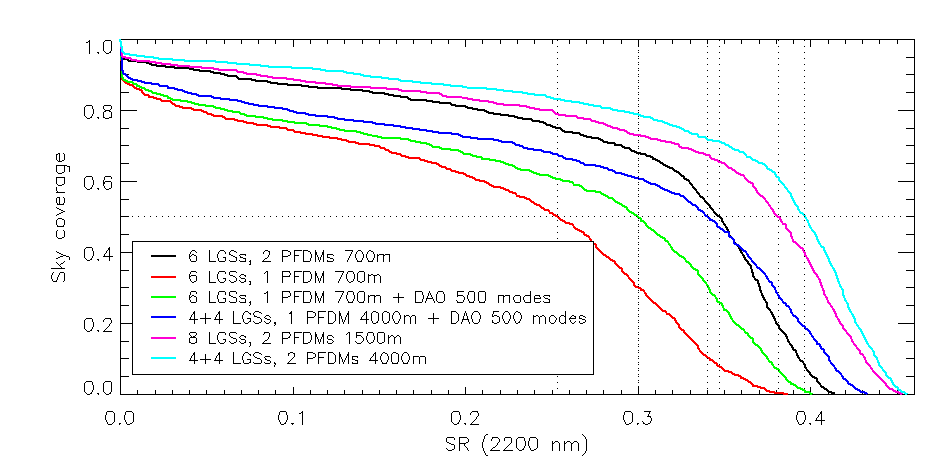 1.0
0.8
0.6
0.4
0.2
0.0
Sky coverage
6 LGSs, 2 PFDMs 700m
6 LGSs, 1 PFDM 700m
6 LGSs, 1 PFDM 700m + DAO 500 modes
4+4 LGSs, 1 PFDM 4000m + DAO 500 modes
8 LGSs, 2 PFDMs 1500m
4+4 LGSs, 2 PFDMs 4000m
0.0 0.1 0.2 0.3 0.4
SR (2200 nm)